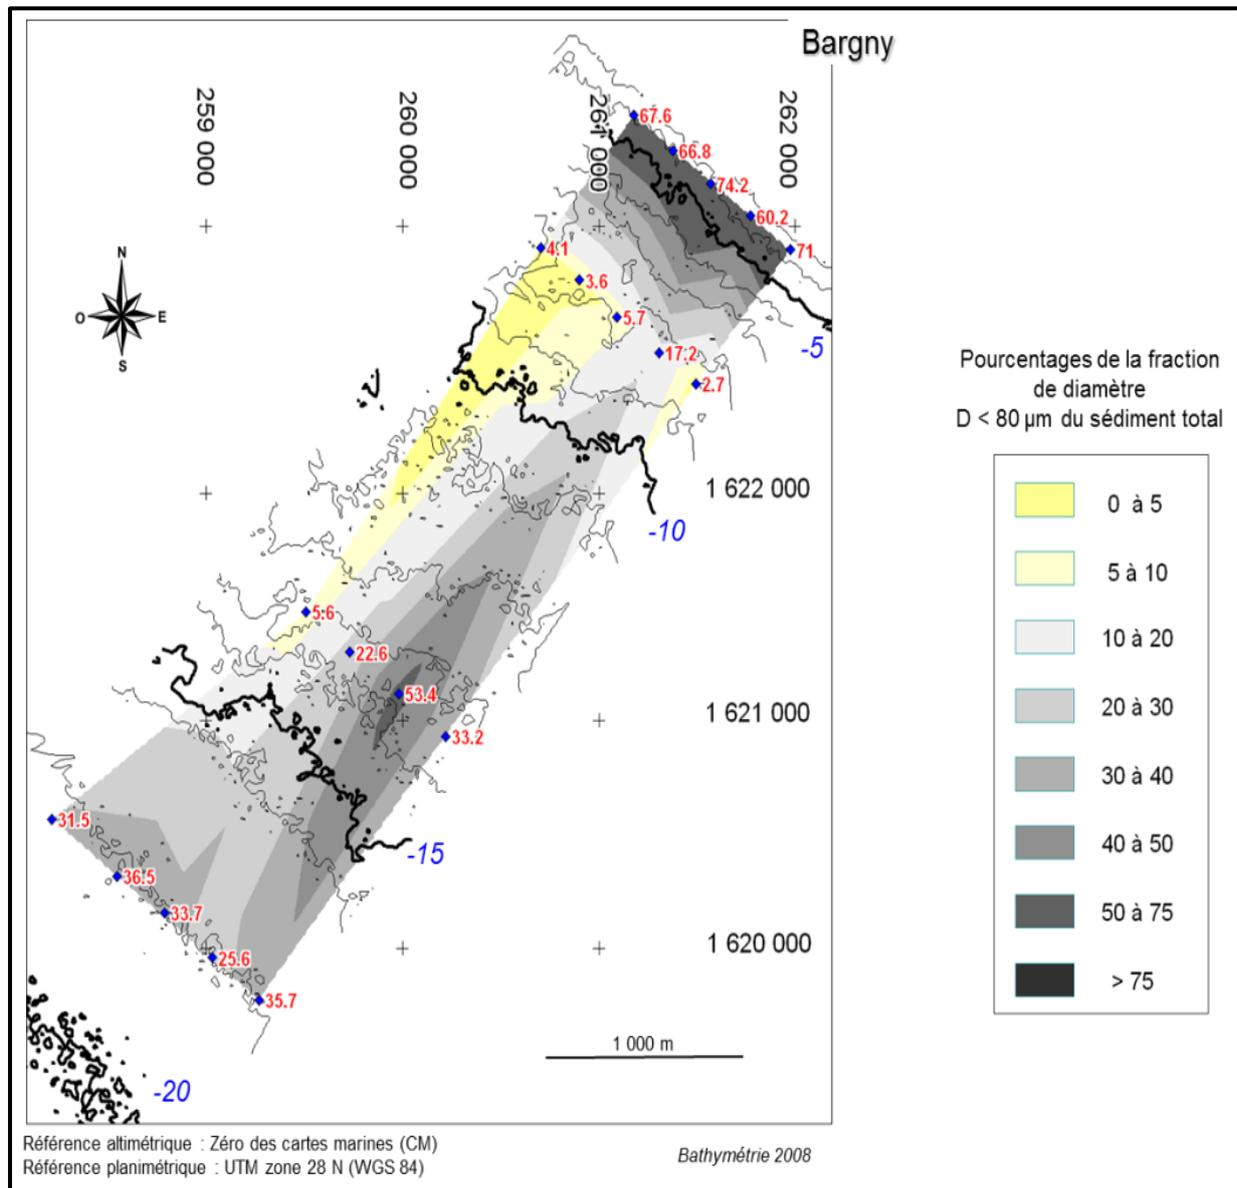 Bargny
259 000
260 000
261 000
262 000
67.6
66.8
74.2
60.2
71
4.1
3.6
5.7
17.2
2.7
N
O E
S
-5
1 622 000
-10
5.6
22.6
53.4
33.2
1 621 000
31.5
36.5
33.7
25.6
35.7
-15
1 620 000
1 000 m
-20
Pourcentages de la fraction
de diamètre
D < 80 µm du sédiment total
0 à 5
5 à 10
10 à 20
20 à 30
30 à 40
40 à 50
50 à 75
> 75
Référence altimétrique : Zéro des cartes marines (CM)
Référence planimétrique : UTM zone 28 N (WGS 84)
Bathymétrie 2008